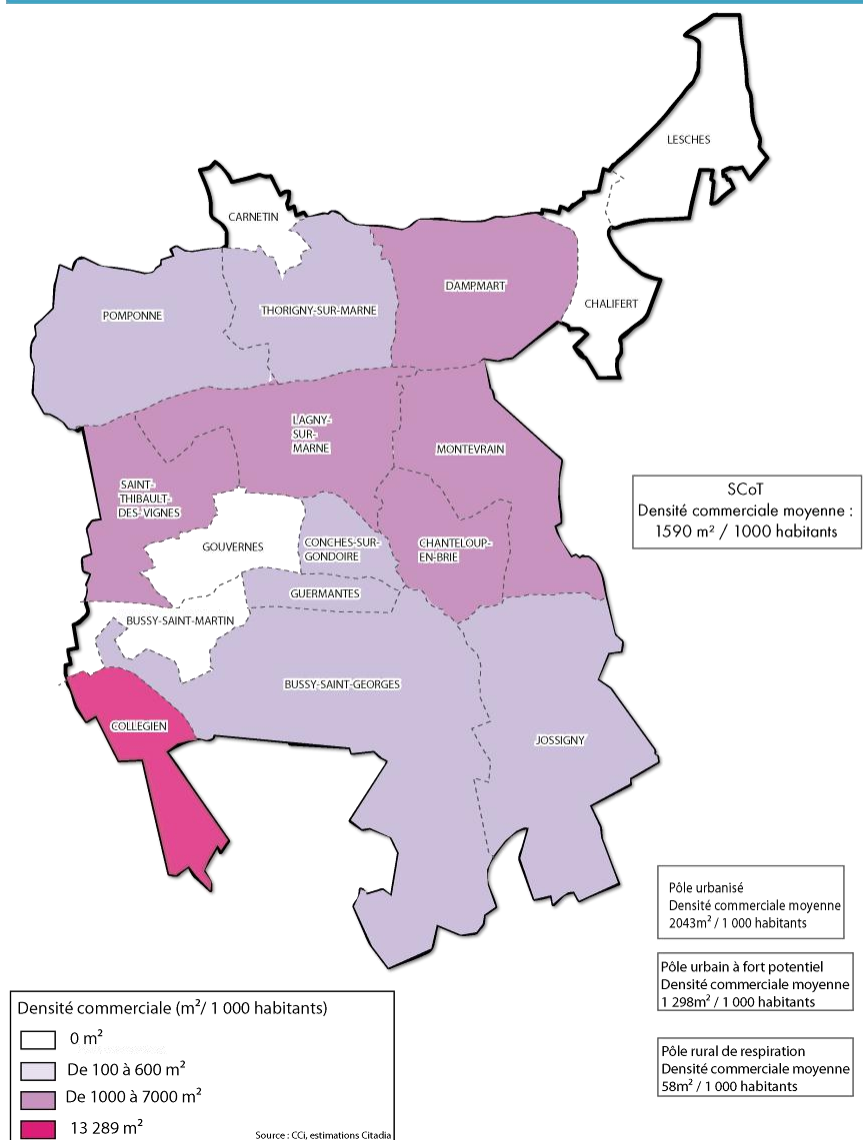 LESCHES
CARNETIN
DAMPMART
CHALIFERT
THORIGNY-SUR-MARNE
POMPONNE
LAGNY-
SUR-
MARNE
MONTEVRAIN
SAINT-
THIBAULT-
DES-VIGNES
SCoT
Densité commerciale moyenne :
1590 m² / 1000 habitants
GOUVERNES
CONCHES-SUR-
GONDOIRE
CHANTELOUP-
EN-BRIE
GUERMANTES
BUSSY-SAINT-MARTIN
BUSSY-SAINT-GEORGES
COLLEGIEN
JOSSIGNY
Pôle urbanisé
Densité commerciale moyenne
2043m² / 1 000 habitants
Pôle urbain à fort potentiel
Densité commerciale moyenne
1 298m² / 1 000 habitants
Pôle rural de respiration
Densité commerciale moyenne
58m² / 1 000 habitants
Densité commerciale (m²/ 1 000 habitants)
0 m²
De 100 à 600 m²
De 1000 à 7000 m²
13 289 m²
Source : CCi, estimations Citadia